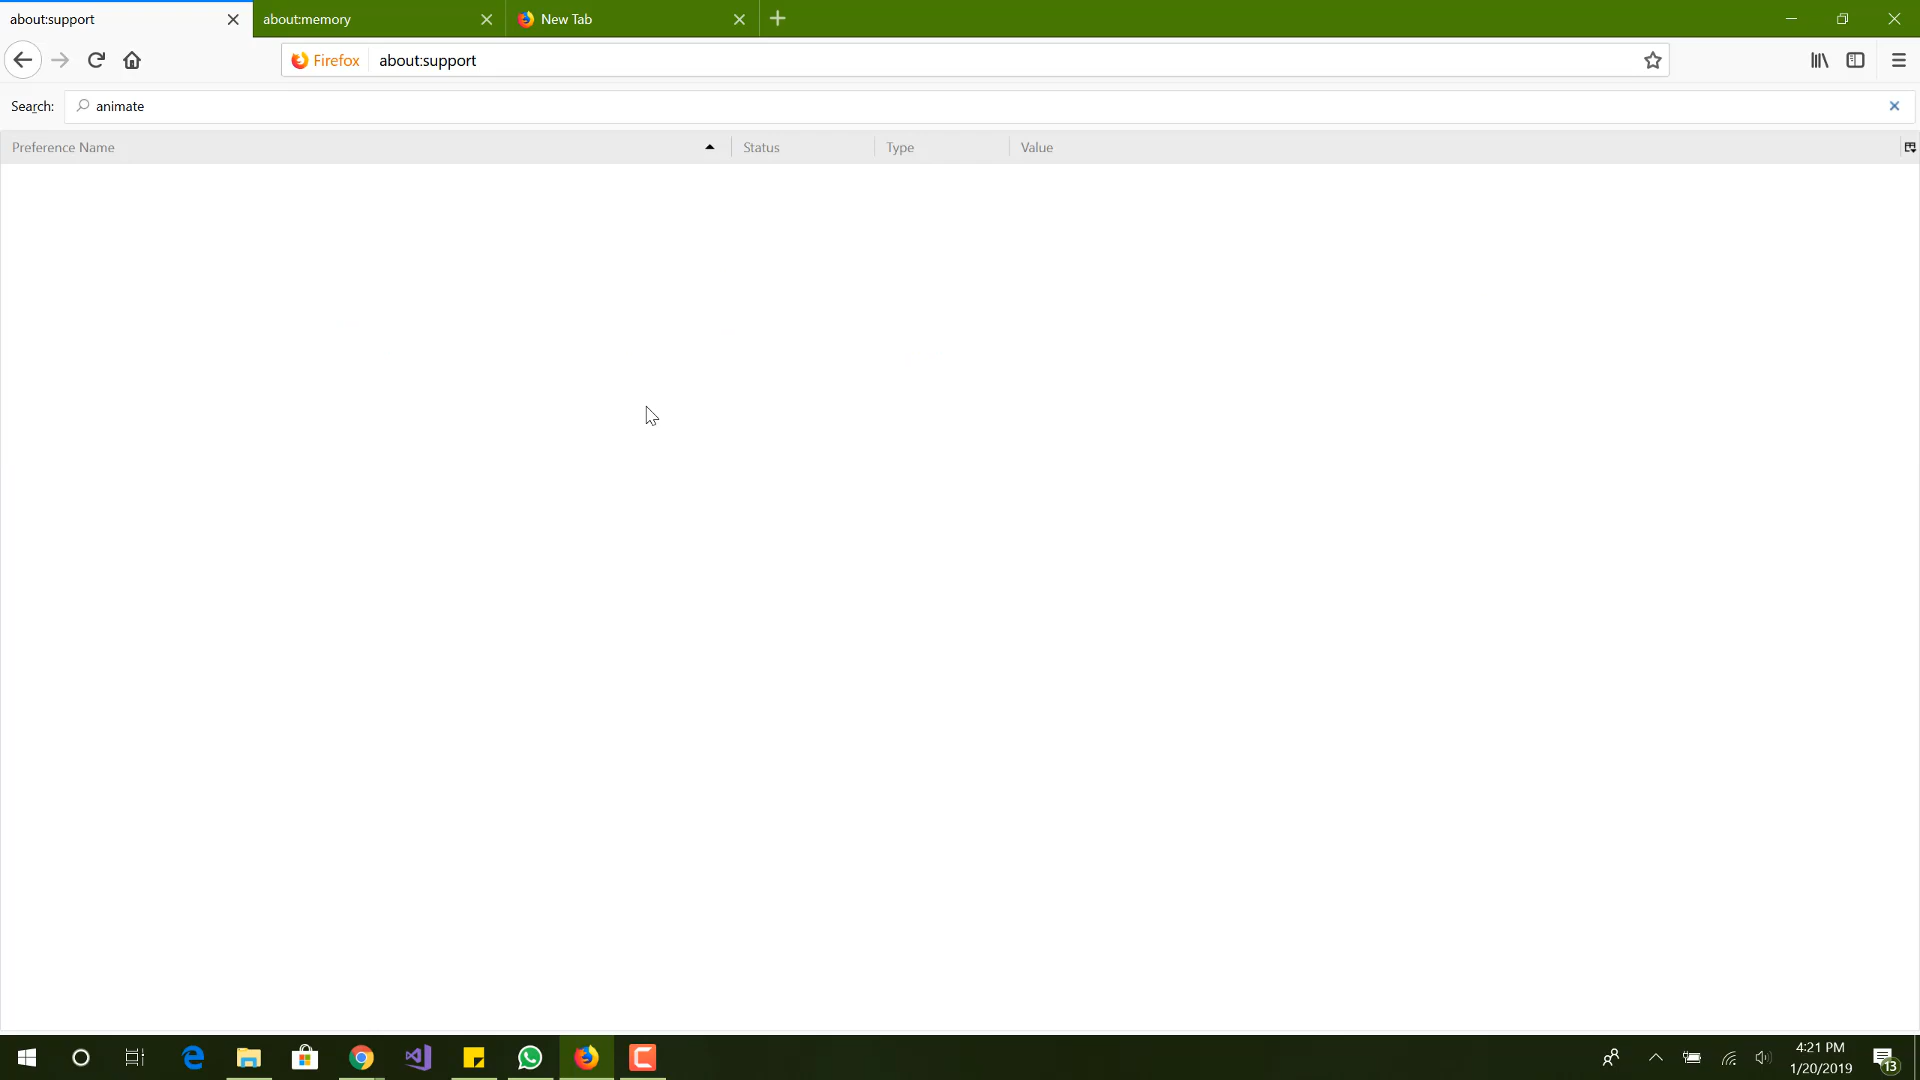 about:support
about:memory
New Tab
Firefox
about:support
Search:
animate
Preference Name
Status
Type
Value
4:21 PM
1/20/2019
13